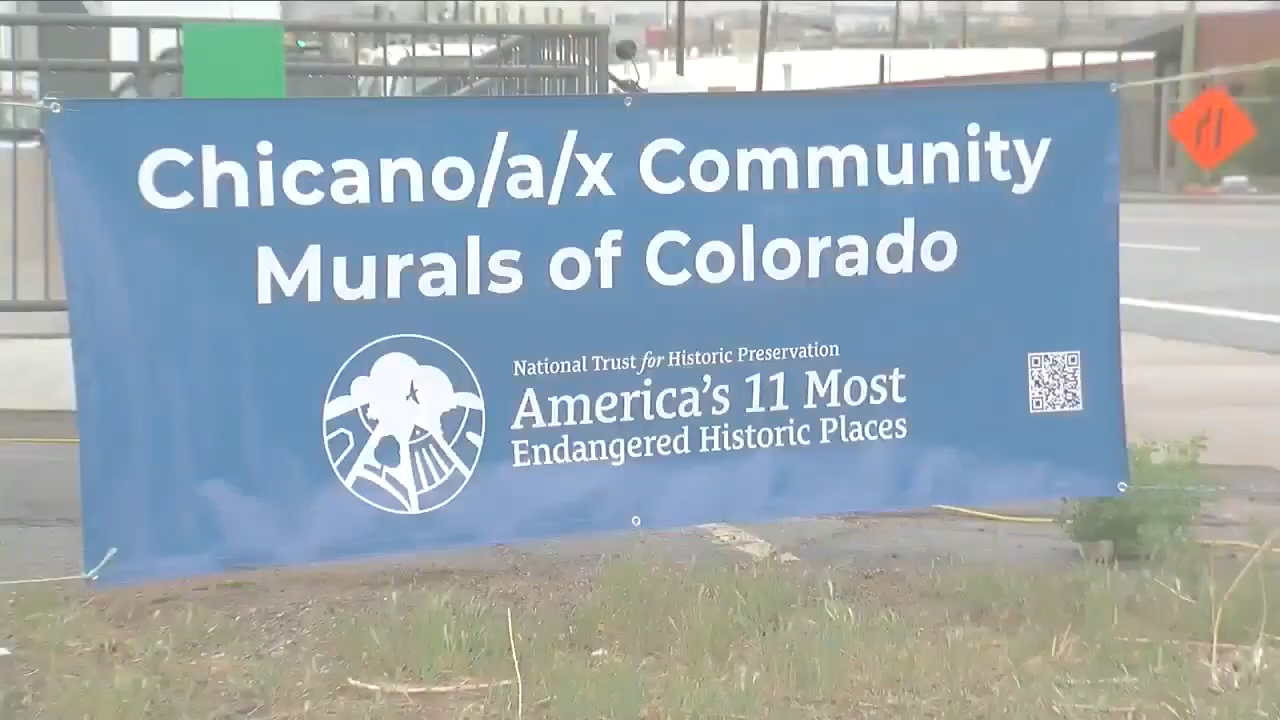 Chicano/a/x Community
Murals of Colorado
National Trust for Historic Preservation
America's 11 Most
Endangered Historic Places